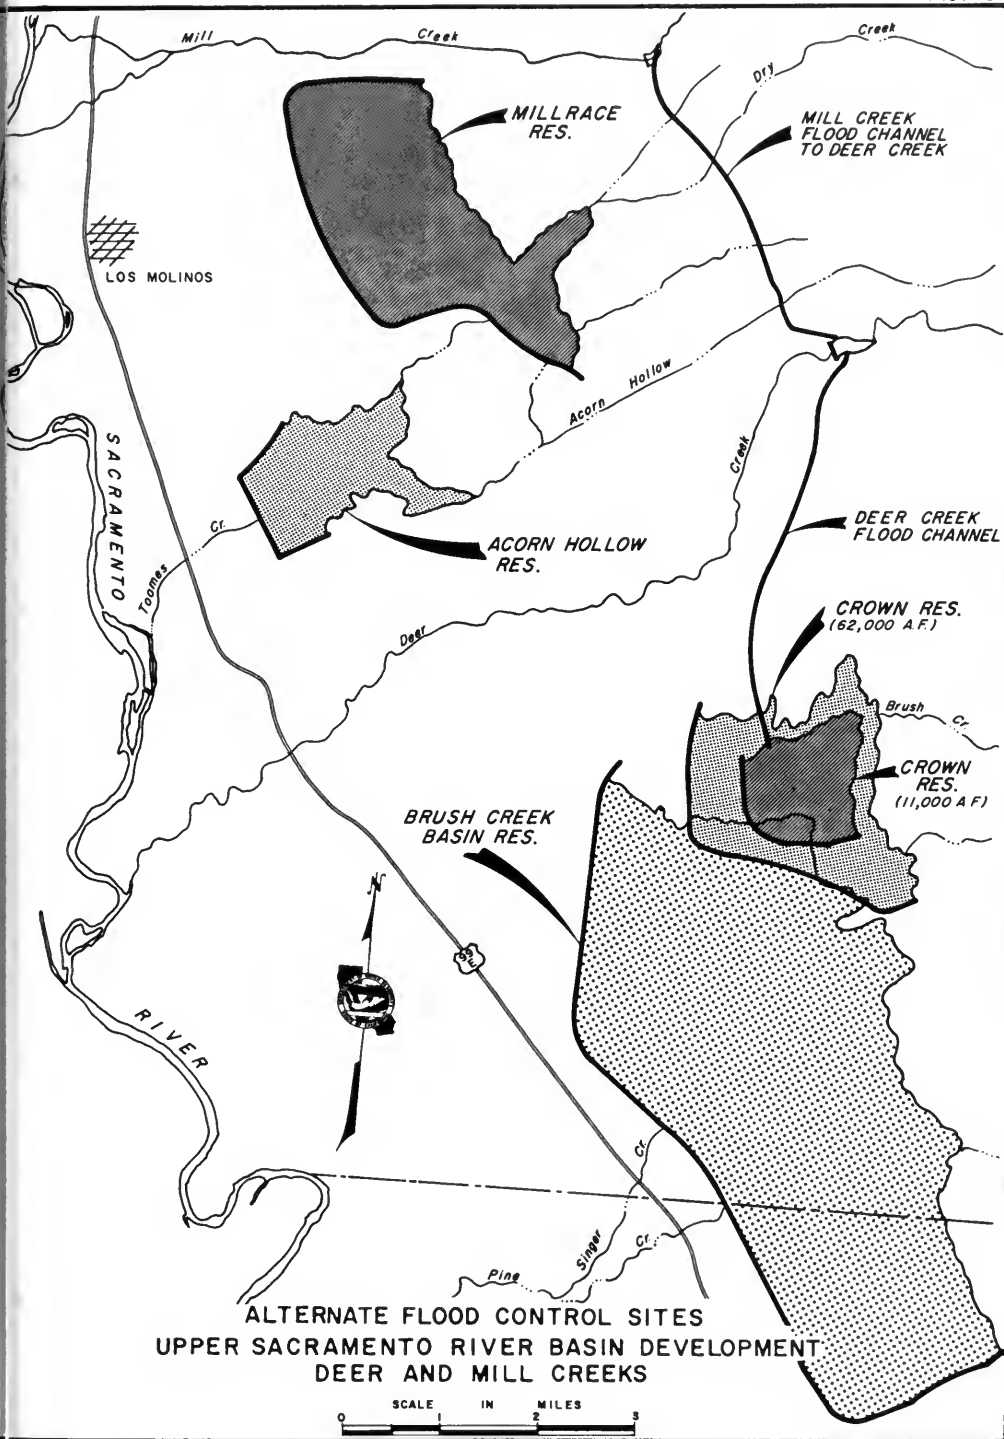 Mill Creek
Creek
Dry
MILLRACE
RES.
MILL CREEK
FLOOD CHANNEL
TO DEER CREEK
LOS MOLINOS
Acorn Hollow
Creek
SACRAMENTO
Cr.
Toomes
ACORN HOLLOW
RES.
DEER CREEK
FLOOD CHANNEL
Deer
CROWN RES.
(62,000 A.F.)
Brush
Cr
CROWN
RES.
(11,000 A F)
BRUSH CREEK
BASIN RES.
N
99
E
RIVER
Cr.
Singer
Cr.
Pine
ALTERNATE FLOOD CONTROL SITES
UPPER SACRAMENTO RIVER BASIN DEVELOPMENT
DEER AND MILL CREEKS
SCALE IN MILES
0 1 2 3